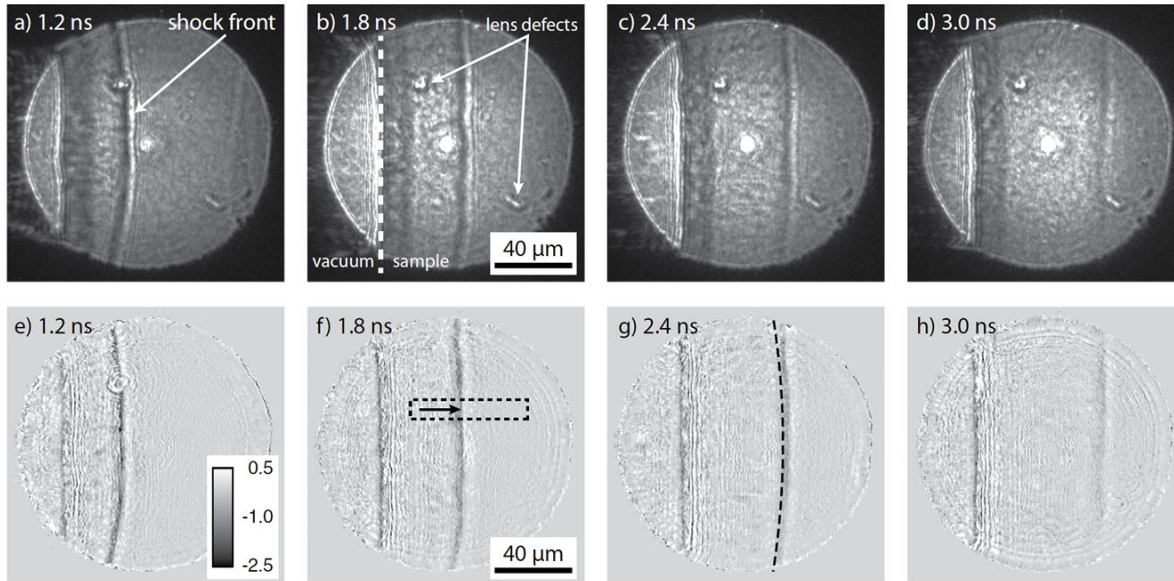 a) 1.2 ns
shock front
b) 1.8 ns
lens defects
vacuum
sample
40 µm
c) 2.4 ns
d) 3.0 ns
e) 1.2 ns
0.5
-1.0
-2.5
f) 1.8 ns
40 µm
g) 2.4 ns
h) 3.0 ns